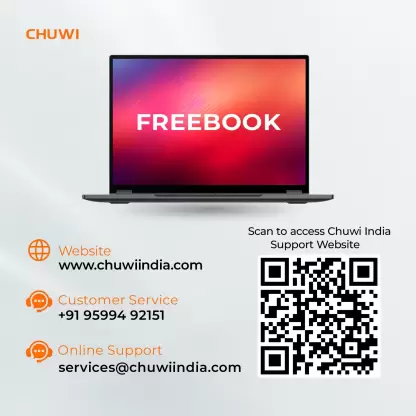 CHUWI
FREEBOOK
Scan to access Chuwi India
Support Website
Website
www.chuwiindia.com
Customer Service
+91 95994 92151
Online Support
services@chuwiindia.com